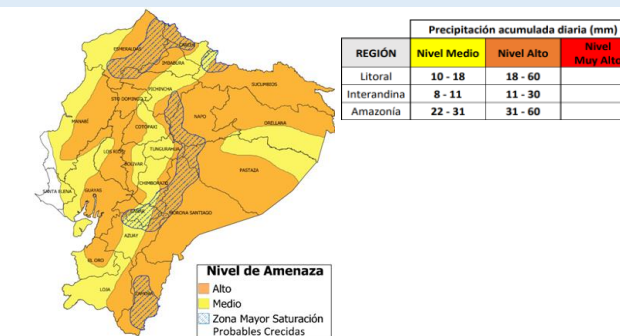 ESMERALDAS
CARCHI
IMBABURA
SUCUMBIOS
PICHINCHA
STO DOMINGO
NAPO
ORELLANA
MANABÍ
COTOPAXI
TUNGURAHUA
LOS RIOS
BOLIVAR
PASTAZA
CHIMBORAZO
SANTA ELENA
GUAYAS
MORONA SANTIAGO
CAÑAR
AZUAY
EL ORO
LOJA
Precipitación acumulada diaria (mm)
REGIÓN Nivel Medio Nivel Alto Nivel Muy Alto
Litoral 10 - 18 18 - 60
Interandina 8 - 11 11 - 30
Amazonía 22 - 31 31 - 60
Nivel de Amenaza
Alto
Medio
Zona Mayor Saturación
Probables Crecidas